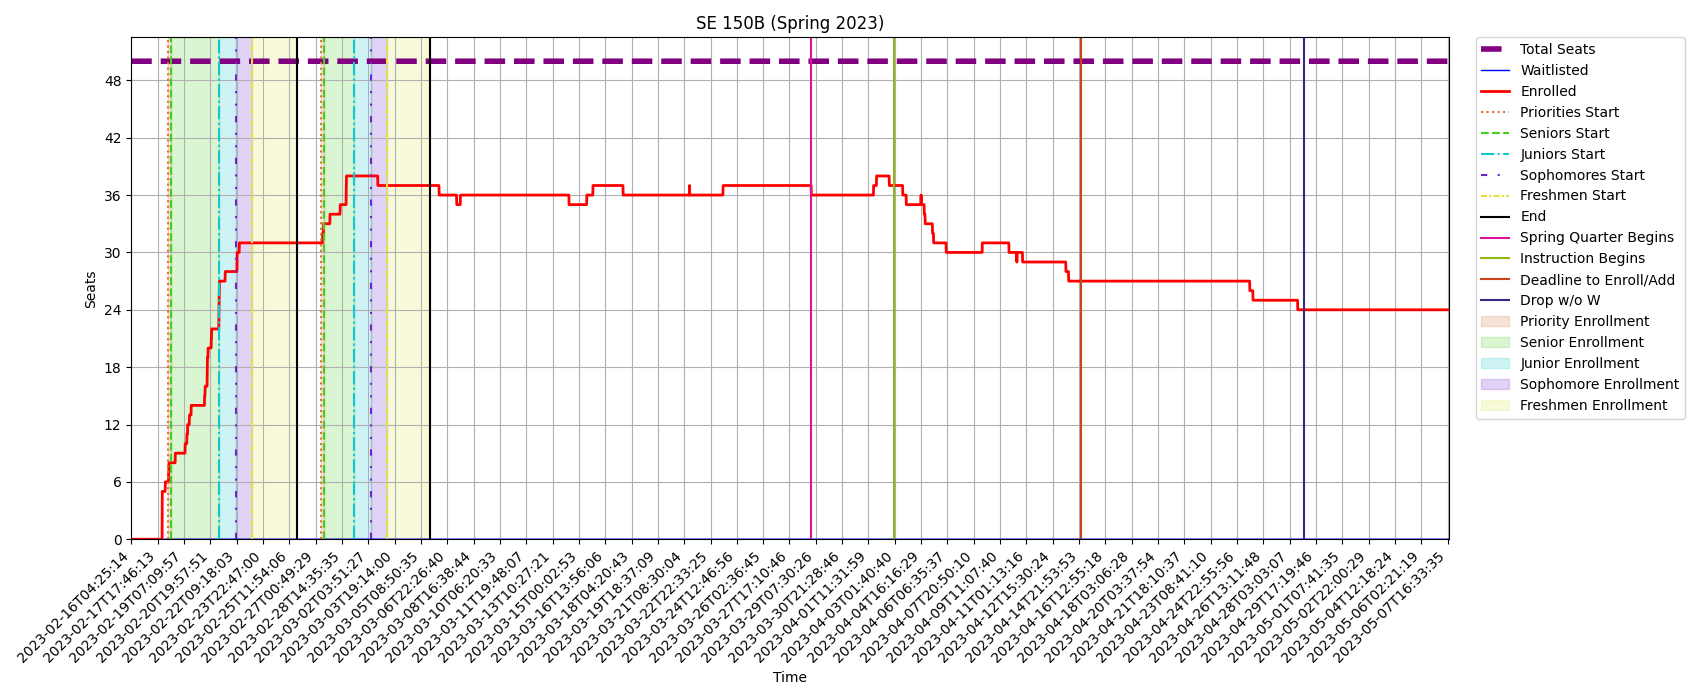 SE 150B (Spring 2023)
Seats
48
42
36
30
24
18
12
6
0
2023-02-16T04:25:14
2023-02-17T17:46:13
2023-02-19T07:09:57
2023-02-20T19:57:51
2023-02-22T09:18:03
2023-02-23T22:47:00
2023-02-25T11:54:06
2023-02-27T00:49:29
2023-02-28T14:35:35
2023-03-02T03:51:27
2023-03-03T19:14:00
2023-03-05T08:50:35
2023-03-06T22:26:40
2023-03-08T16:38:44
2023-03-10T06:20:33
2023-03-11T19:48:07
2023-03-13T10:27:21
2023-03-15T00:02:53
2023-03-16T13:56:06
2023-03-18T04:20:43
2023-03-19T18:37:09
2023-03-21T08:30:04
2023-03-22T22:33:25
2023-03-24T12:46:56
2023-03-26T02:36:45
2023-03-27T17:10:46
2023-03-29T07:30:26
2023-03-30T21:28:46
2023-04-01T11:31:59
2023-04-03T01:40:40
2023-04-04T16:16:29
2023-04-06T06:35:37
2023-04-07T20:50:10
2023-04-09T11:07:40
2023-04-11T01:13:16
2023-04-12T15:30:24
2023-04-14T21:53:53
2023-04-16T12:55:18
2023-04-18T03:06:28
2023-04-20T03:37:54
2023-04-21T18:10:37
2023-04-23T08:41:10
2023-04-24T22:55:56
2023-04-26T13:11:48
2023-04-28T03:03:07
2023-04-29T17:19:46
2023-05-01T07:41:35
2023-05-02T22:00:29
2023-05-04T12:18:24
2023-05-06T02:21:19
2023-05-07T16:33:35
Time
Total Seats
Waitlisted
Enrolled
Priorities Start
Seniors Start
Juniors Start
Sophomores Start
Freshmen Start
End
Spring Quarter Begins
Instruction Begins
Deadline to Enroll/Add
Drop w/o W
Priority Enrollment
Senior Enrollment
Junior Enrollment
Sophomore Enrollment
Freshmen Enrollment